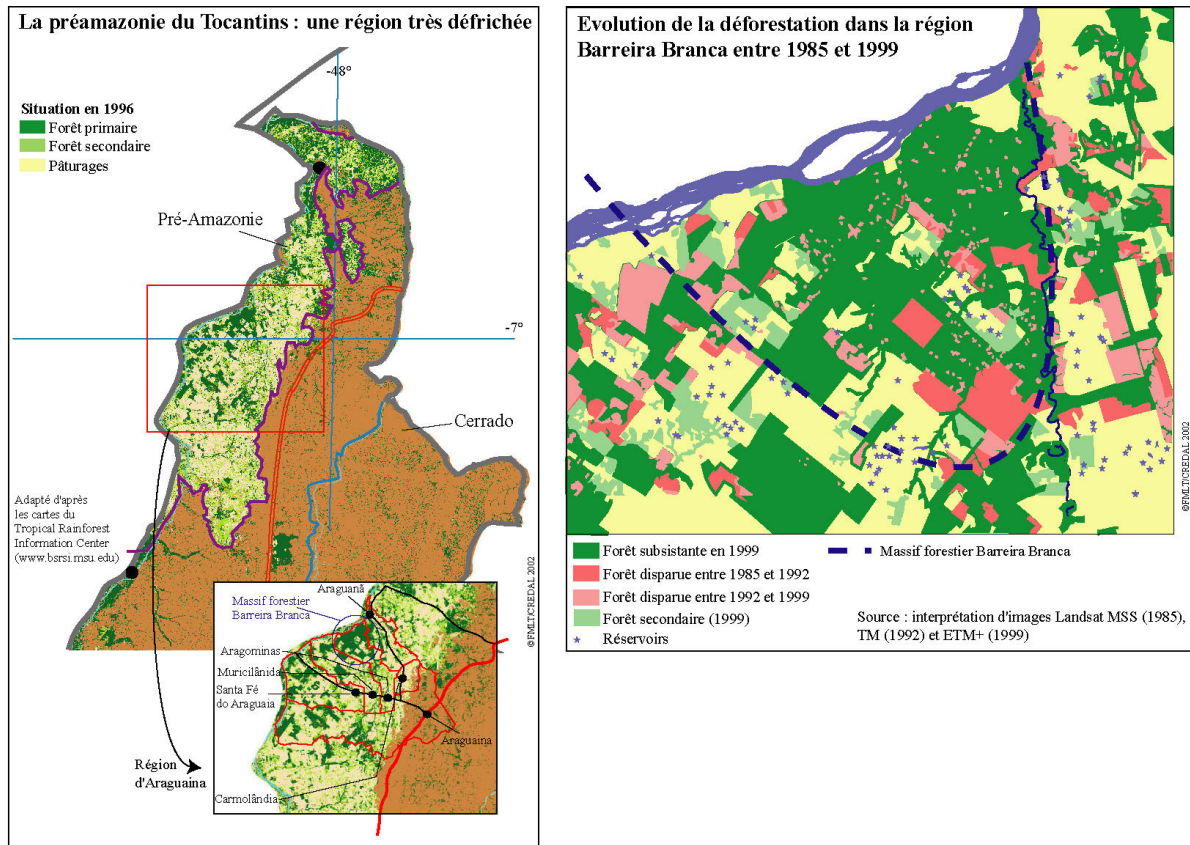 La préamazonie du Tocantins : une région très défrichée
-48°
Situation en 1996
Forêt primaire
Forêt secondaire
Pâturages
Pré-Amazonie
-7°
Cerrado
Adapté d'après
les cartes du
Tropical Rainforest
Information Center
(www.bsrsi.msu.edu)
©FMLT/CREDAL 2002
Araguanã
Massif forestier
Barreira Branca
Aragominas
Muricilândia
Santa Fé
do Araguaia
Araguaina
Carmolândia
Région
d'Araguaina
Evolution de la déforestation dans la région
Barreira Branca entre 1985 et 1999
©FMLT/CREDAL 2002
Forêt subsistante en 1999
Massif forestier Barreira Branca
Forêt disparue entre 1985 et 1992
Forêt disparue entre 1992 et 1999
Forêt secondaire (1999)
Réservoirs
Source : interprétation d'images Landsat MSS (1985),
TM (1992) et ETM+ (1999)